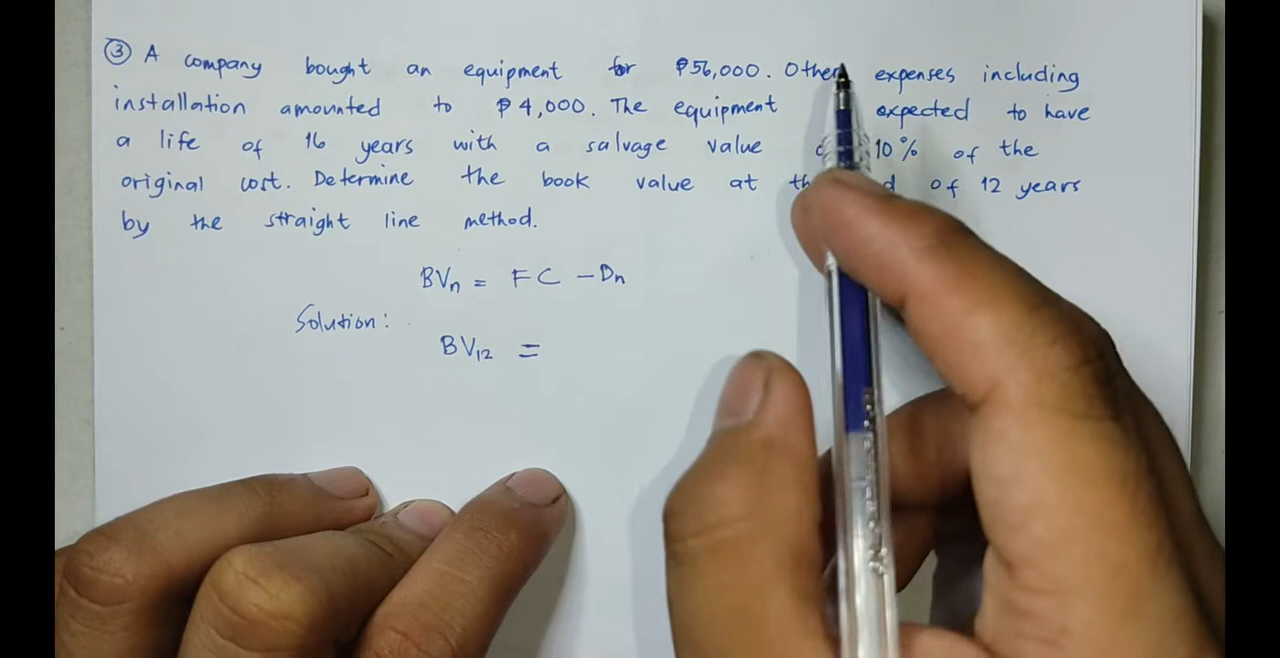 ③ A company bought an equipment for ₱56,000. Other expenses including
installation amounted to ₱4,000. The equipment expected to have
a life of 16 years with a salvage value 10% of the
original cost. Determine the book value at of 12 years
by the straight line method.
BVn = FC - Dn
Solution:
BV12 =